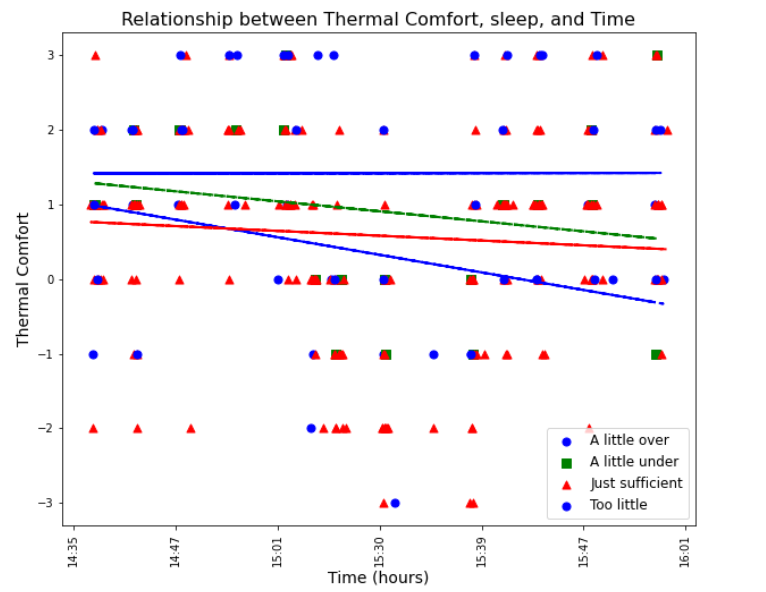 Relationship between Thermal Comfort, sleep, and Time
3
2
1
0
−1
−2
−3
Thermal Comfort
A little over
A little under
Just sufficient
Too little
14:35
14:47
15:01
15:30
15:39
15:47
16:01
Time (hours)